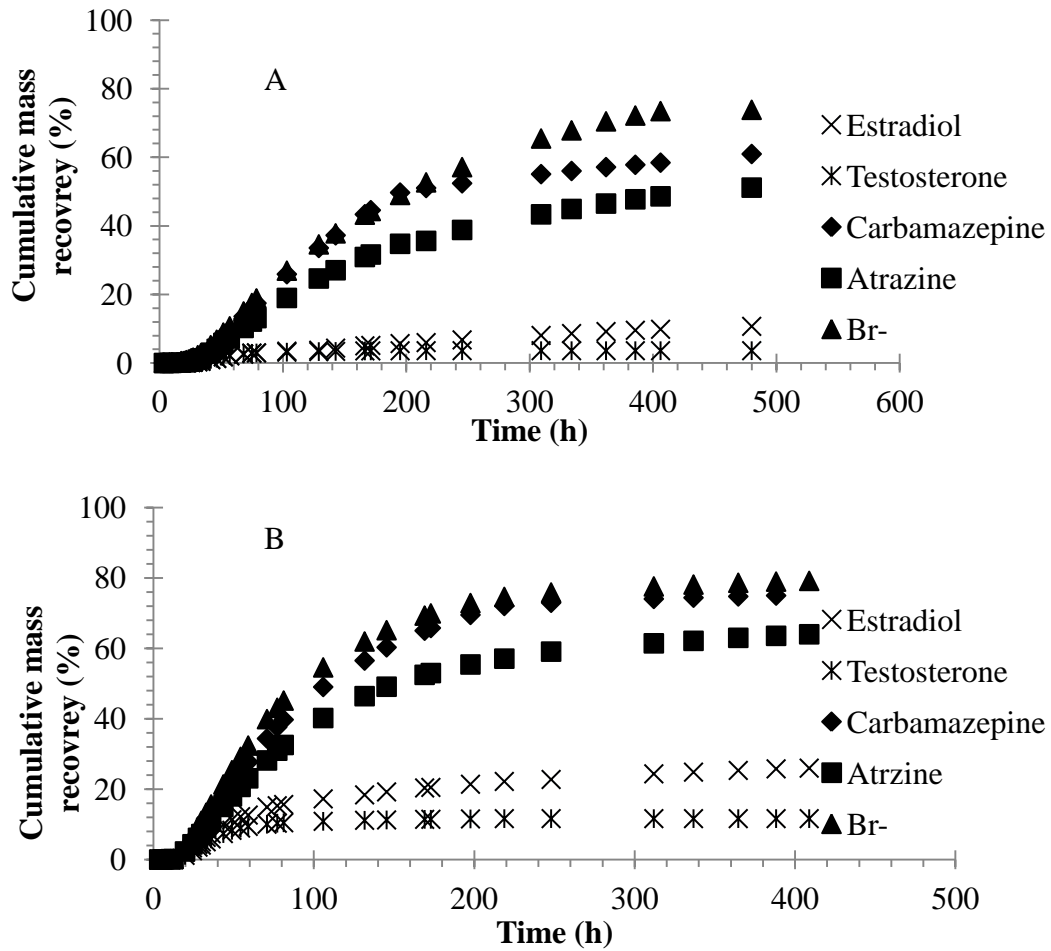 100
80
60
40
20
0
Cumulative mass
recovrey (%)
A
Estradiol
Testosterone
Carbamazepine
Atrazine
Br-
0 100 200 300 400 500 600
Time (h)
100
80
60
40
20
0
Cumulative mass
recovrey (%)
B
Estradiol
Testosterone
Carbamazepine
Atrzine
Br-
0 100 200 300 400 500
Time (h)